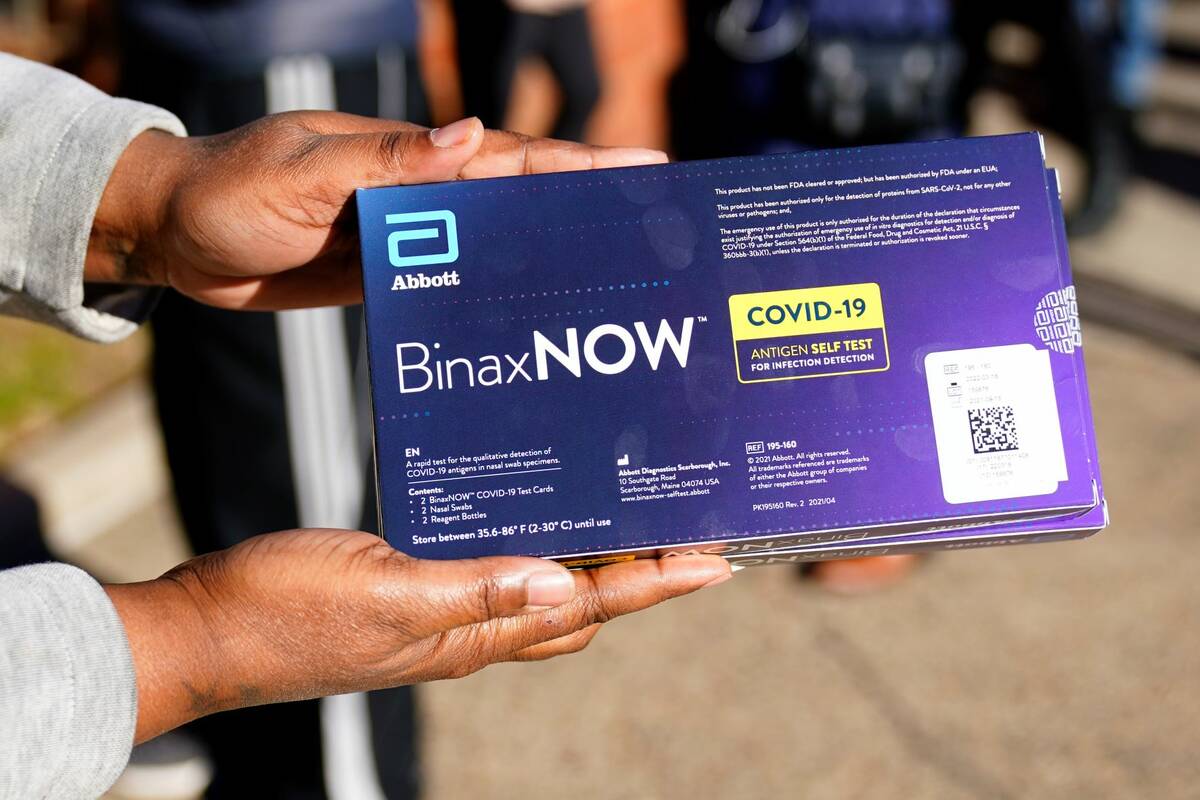 Abbott
This product has not been FDA cleared or approved; but has been authorized by FDA under an EUA;
This product has been authorized only for the detection of proteins from SARS-CoV-2, not for any other
viruses or pathogens; and,
The emergency use of this product is only authorized for the duration of the declaration that circumstances
exist justifying the authorization of emergency use of in vitro diagnostics for detection and/or diagnosis of
COVID-19 under Section 564(b)(1) of the Federal Food, Drug and Cosmetic Act, 21 U.S.C. §
360bbb-3(b)(1), unless the declaration is terminated or authorization is revoked sooner.
BinaxNOW™
COVID-19
ANTIGEN SELF TEST
FOR INFECTION DETECTION
EN
A rapid test for the qualitative detection of
COVID-19 antigens in nasal swab specimens.
Contents:
• 2 BinaxNOW™ COVID-19 Test Cards
• 2 Nasal Swabs
• 2 Reagent Bottles
Store between 35.6-86° F (2-30° C) until use
Abbott Diagnostics Scarborough, Inc.
10 Southgate Road
Scarborough, Maine 04074 USA
www.binaxnow-selftest.abbott
REF 195-160
© 2021 Abbott. All rights reserved.
All trademarks referenced are trademarks
of either the Abbott group of companies
or their respective owners.
PK195160 Rev. 2 2021/04
REF 195-160
BinaxNOW
Abbott